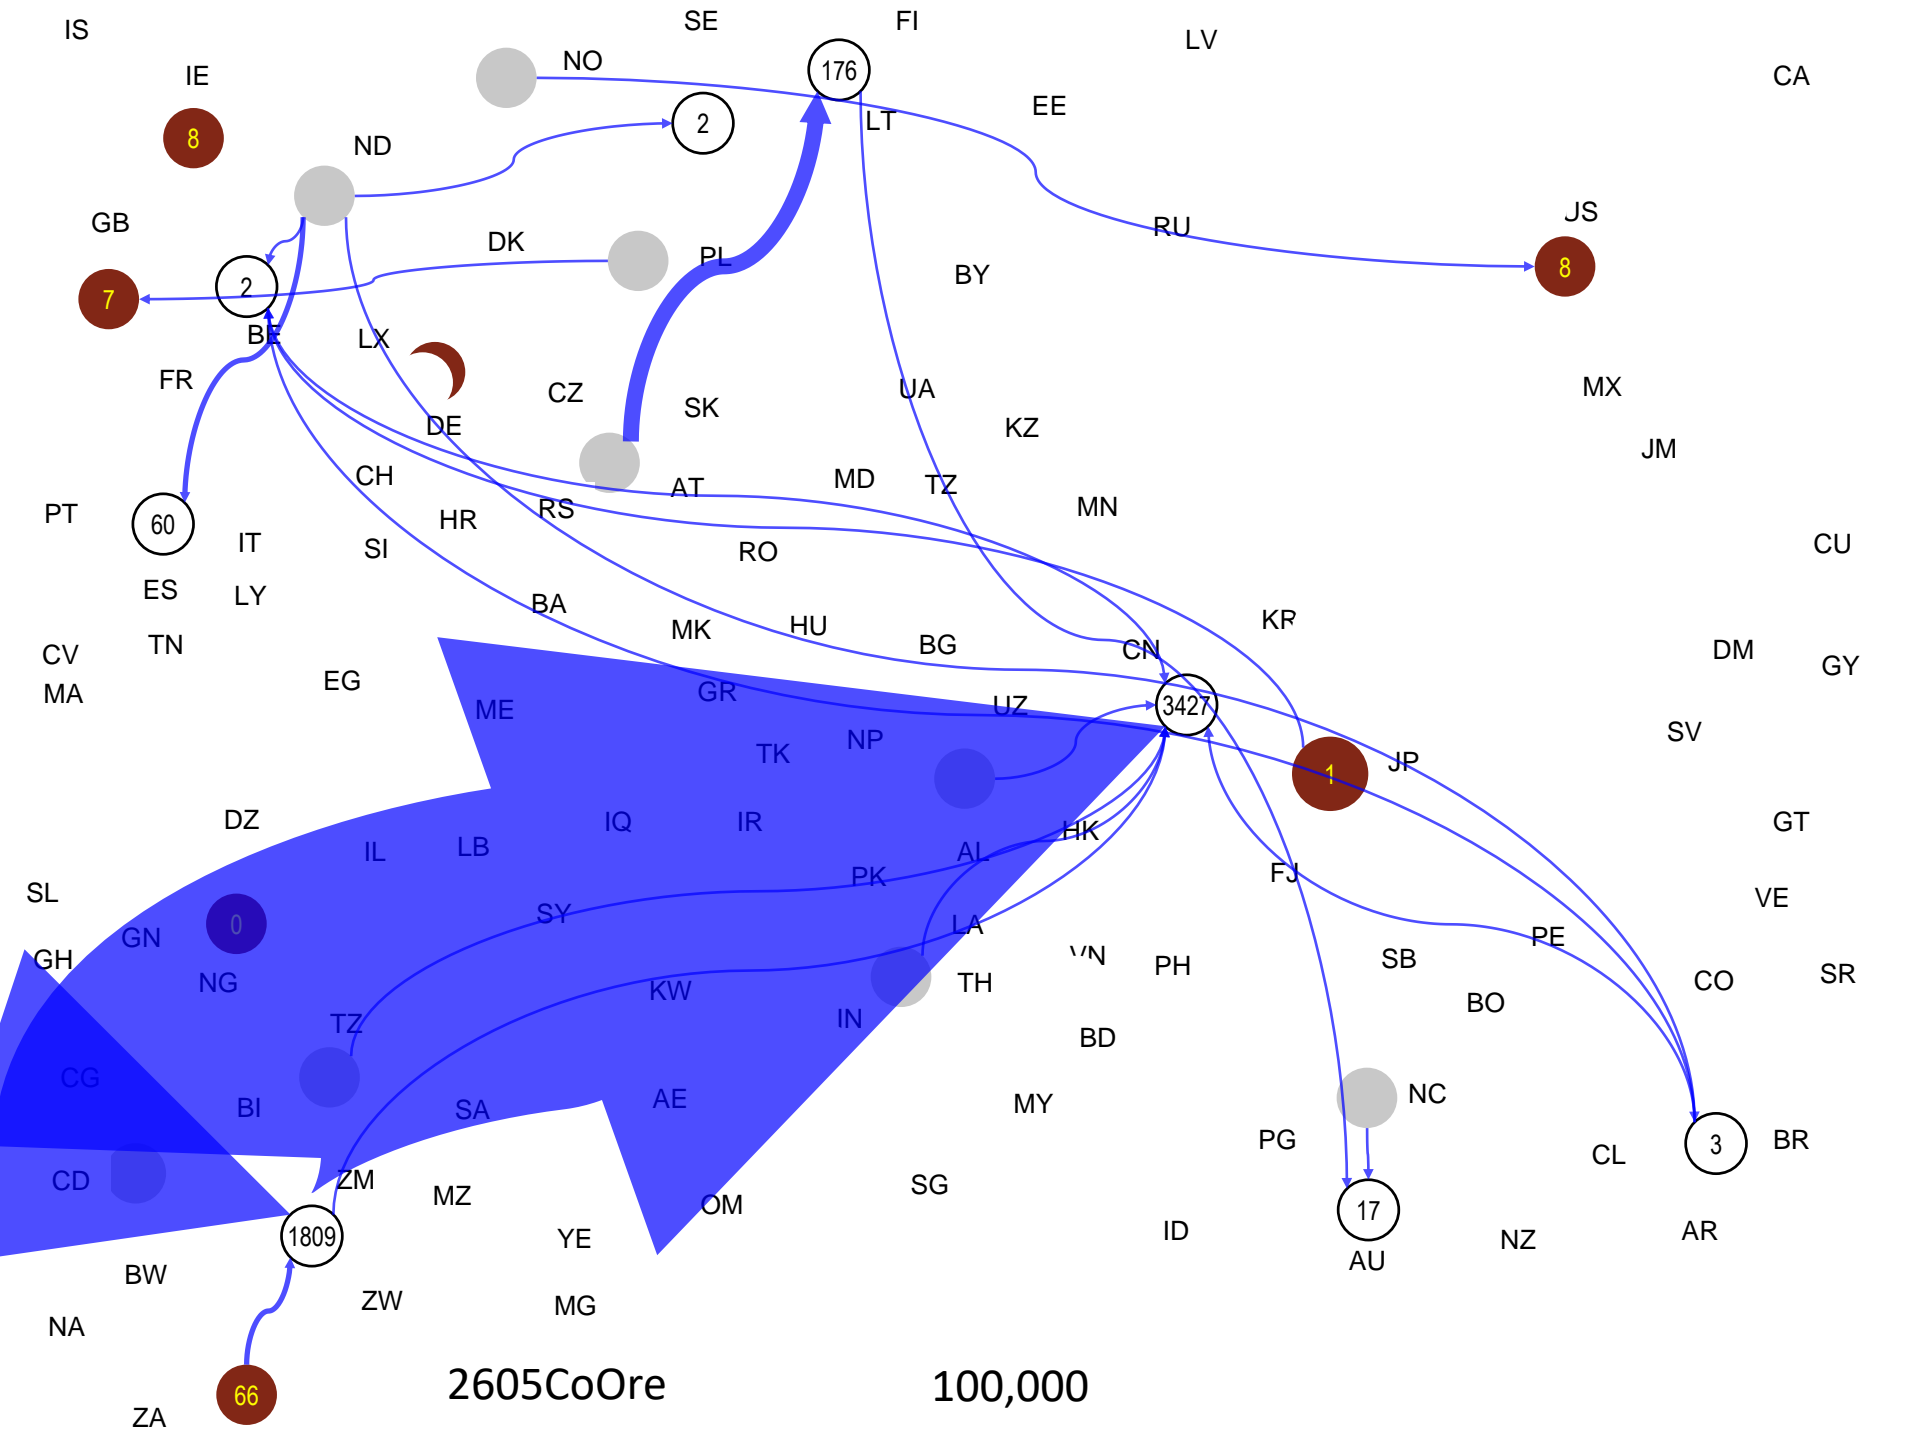 IS
SE
FI
LV
IE
NO
176
CA
EE
LT
2
8
ND
GB
JS
RU
DK
PL
BY
8
2
7
BE
LX
FR
CZ
SK
UA
MX
DE
KZ
JM
CH
AT
MD
TZ
MN
RS
PT
60
HR
IT
SI
RO
CU
ES
LY
BA
MK
HU
KR
TN
BG
CN
CV
DM
GY
MA
EG
ME
GR
UZ
3427
SV
TK
NP
JP
1
DZ
IQ
IR
GT
HK
IL
LB
AL
PK
FJ
SL
VE
SY
0
GN
LA
PE
GH
VN
PH
SB
NG
TH
CO
SR
KW
BO
TZ
IN
BD
CG
BI
SA
AE
MY
NC
PG
3
BR
CL
CD
ZM
MZ
SG
OM
17
1809
YE
ID
NZ
AR
AU
BW
ZW
MG
NA
66
2605CoOre
100,000
ZA